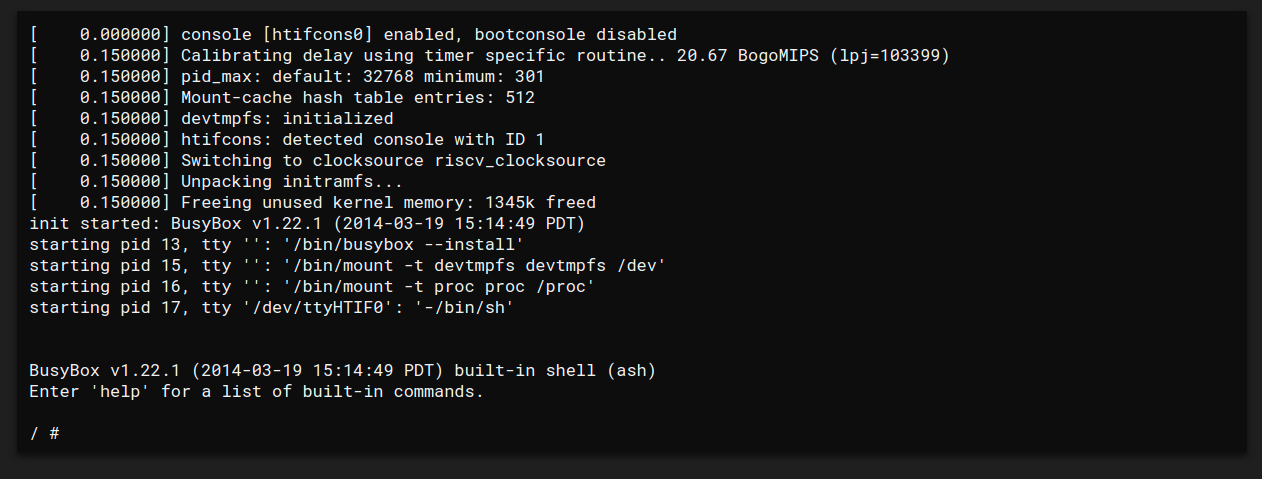 [    0.000000] console [htifcons0] enabled, bootconsole disabled
[    0.150000] Calibrating delay using timer specific routine.. 20.67 BogoMIPS (lpj=103399)
[    0.150000] pid_max: default: 32768 minimum: 301
[    0.150000] Mount-cache hash table entries: 512
[    0.150000] devtmpfs: initialized
[    0.150000] htifcons: detected console with ID 1
[    0.150000] Switching to clocksource riscv_clocksource
[    0.150000] Unpacking initramfs...
[    0.150000] Freeing unused kernel memory: 1345k freed
init started: BusyBox v1.22.1 (2014-03-19 15:14:49 PDT)
starting pid 13, tty '': '/bin/busybox --install'
starting pid 15, tty '': '/bin/mount -t devtmpfs devtmpfs /dev'
starting pid 16, tty '': '/bin/mount -t proc proc /proc'
starting pid 17, tty '/dev/ttyHTIF0': '-/bin/sh'
BusyBox v1.22.1 (2014-03-19 15:14:49 PDT) built-in shell (ash)
Enter 'help' for a list of built-in commands.
/ #